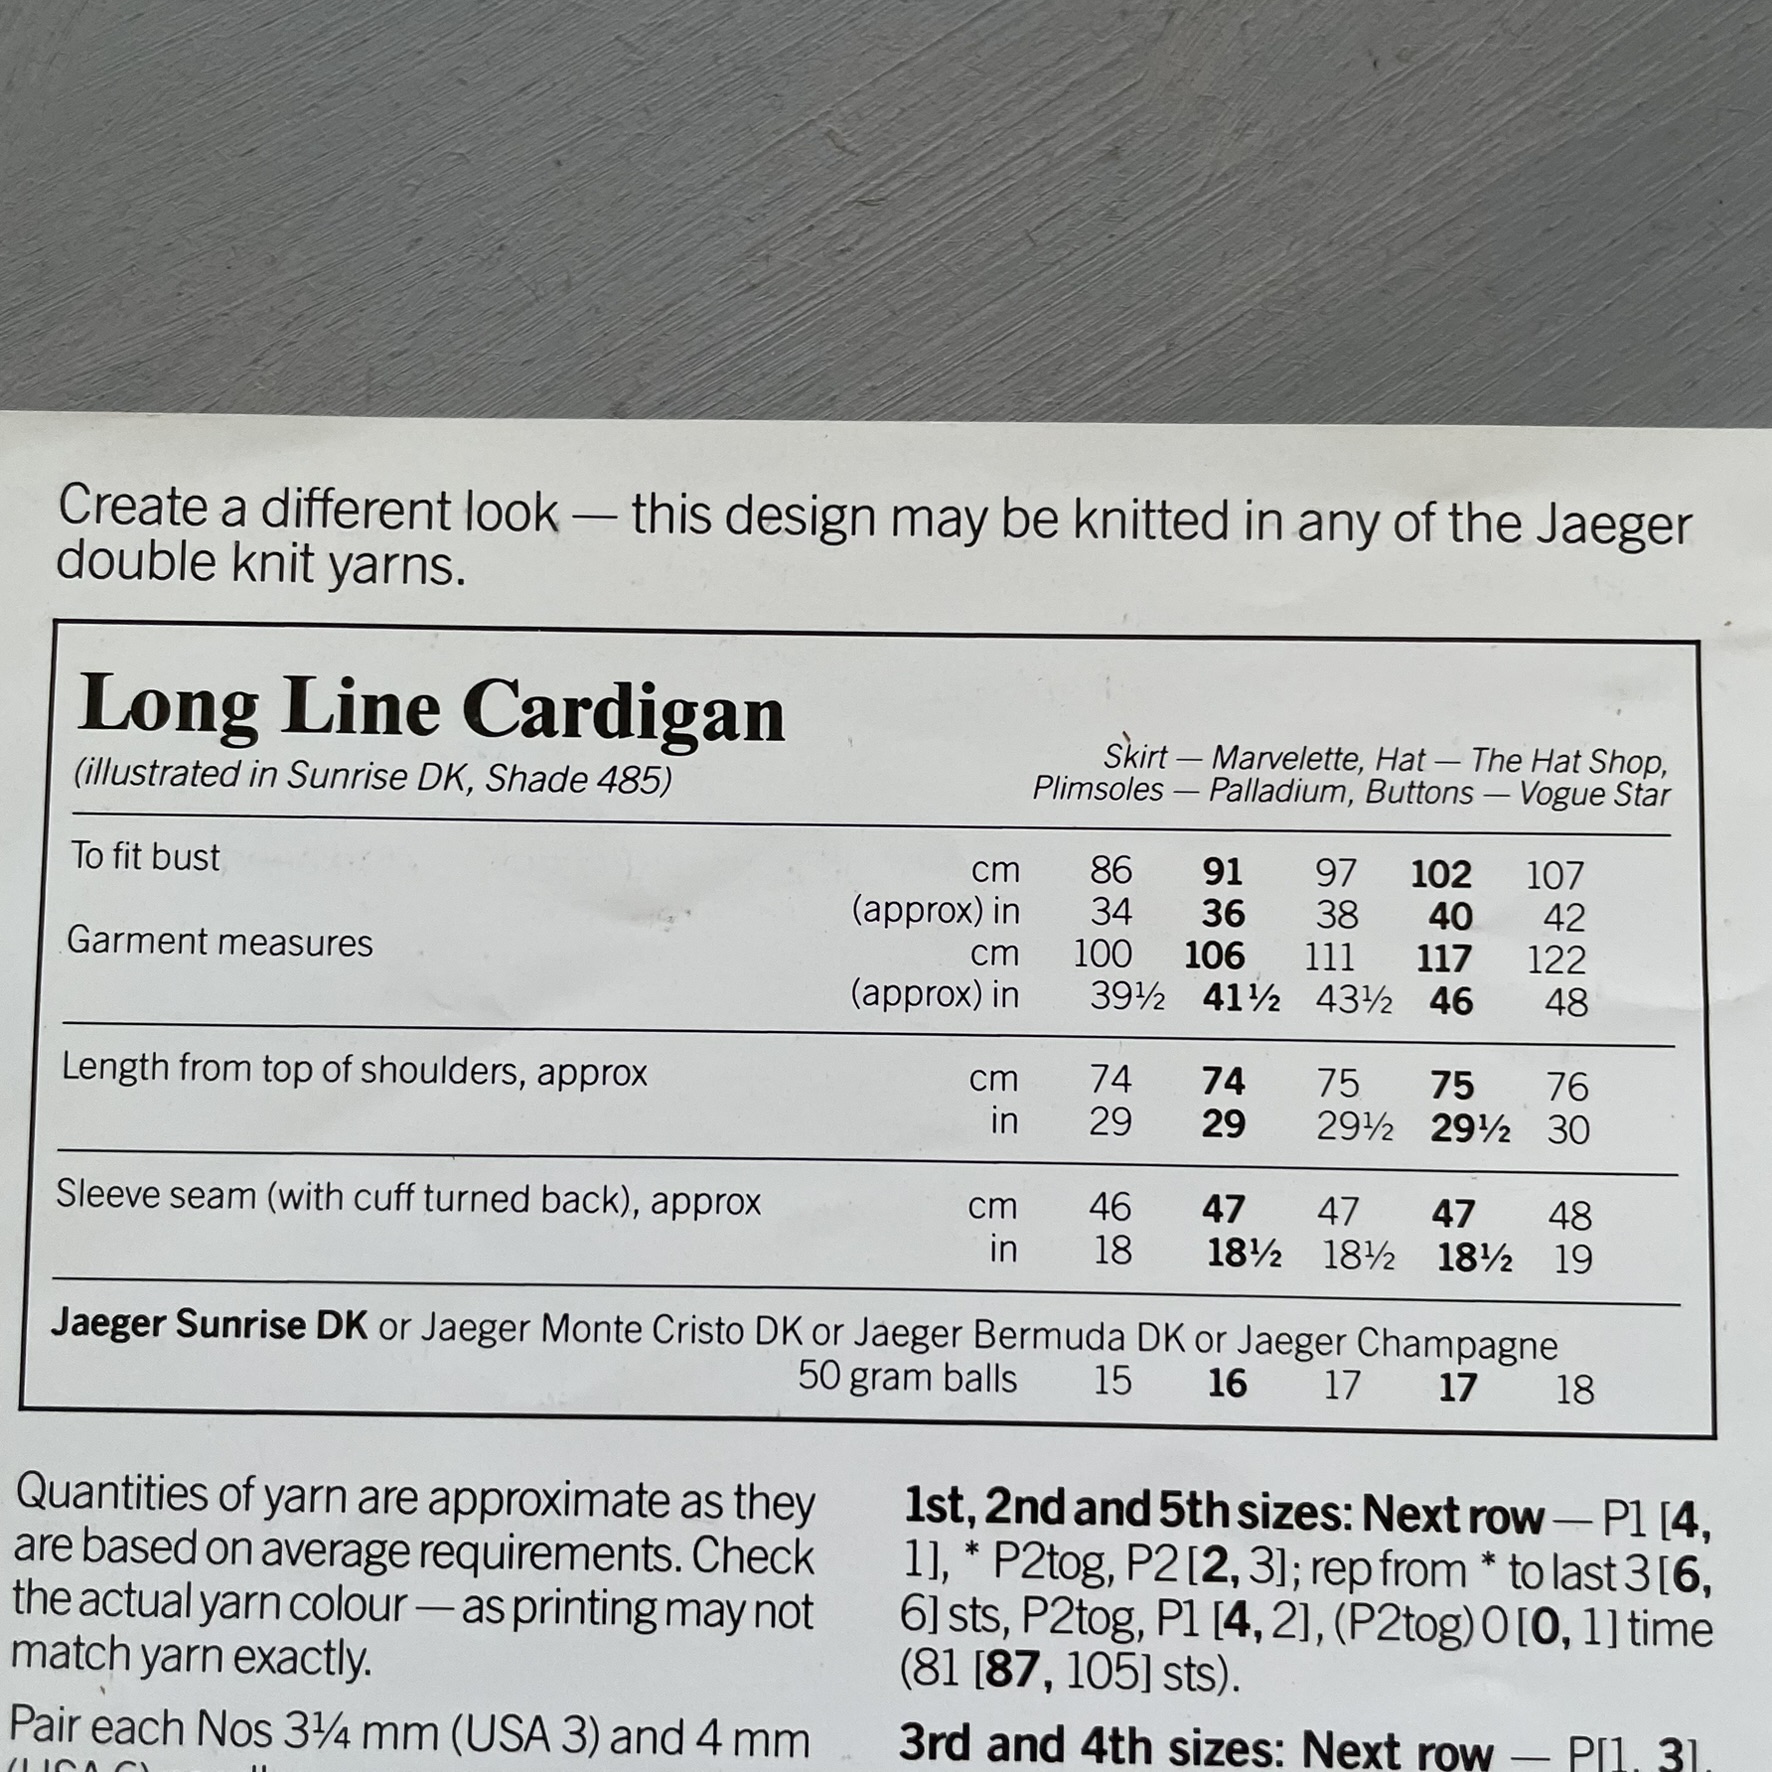 Create a different look — this design may be knitted in any of the Jaeger
double knit yarns.
Long Line Cardigan
(illustrated in Sunrise DK, Shade 485)
Skirt — Marvelette, Hat — The Hat Shop,
Plimsoles — Palladium, Buttons — Vogue Star
To fit bust cm 86 91 97 102 107
(approx) in 34 36 38 40 42
Garment measures cm 100 106 111 117 122
(approx) in 39½ 41½ 43½ 46 48
Length from top of shoulders, approx cm 74 74 75 75 76
in 29 29 29½ 29½ 30
Sleeve seam (with cuff turned back), approx cm 46 47 47 47 48
in 18 18½ 18½ 18½ 19
Jaeger Sunrise DK or Jaeger Monte Cristo DK or Jaeger Bermuda DK or Jaeger Champagne
50 gram balls 15 16 17 17 18
Quantities of yarn are approximate as they
are based on average requirements. Check
the actual yarn colour — as printing may not
match yarn exactly.
Pair each Nos 3¼ mm (USA 3) and 4 mm
1st, 2nd and 5th sizes: Next row — P1 [4,
1], * P2tog, P2 [2, 3]; rep from * to last 3 [6,
6] sts, P2tog, P1 [4, 2], (P2tog) 0 [0, 1] time
(81 [87, 105] sts).
3rd and 4th sizes: Next row — P[1, 3],